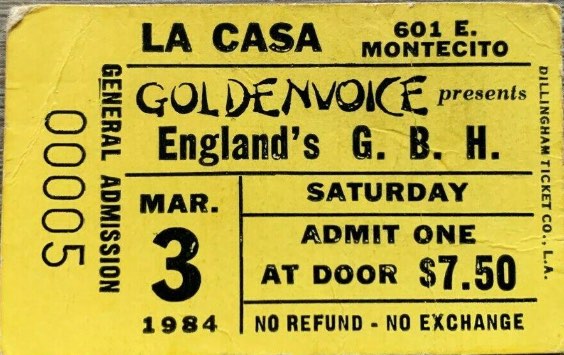 LA CASA
601 E.
MONTECITO
GOLDENVOICE presents
England's G. B. H.
MAR.
3
1984
SATURDAY
ADMIT ONE
AT DOOR $7.50
NO REFUND - NO EXCHANGE
GENERAL ADMISSION
00005
DILLINGHAM TICKET CO., L.A.